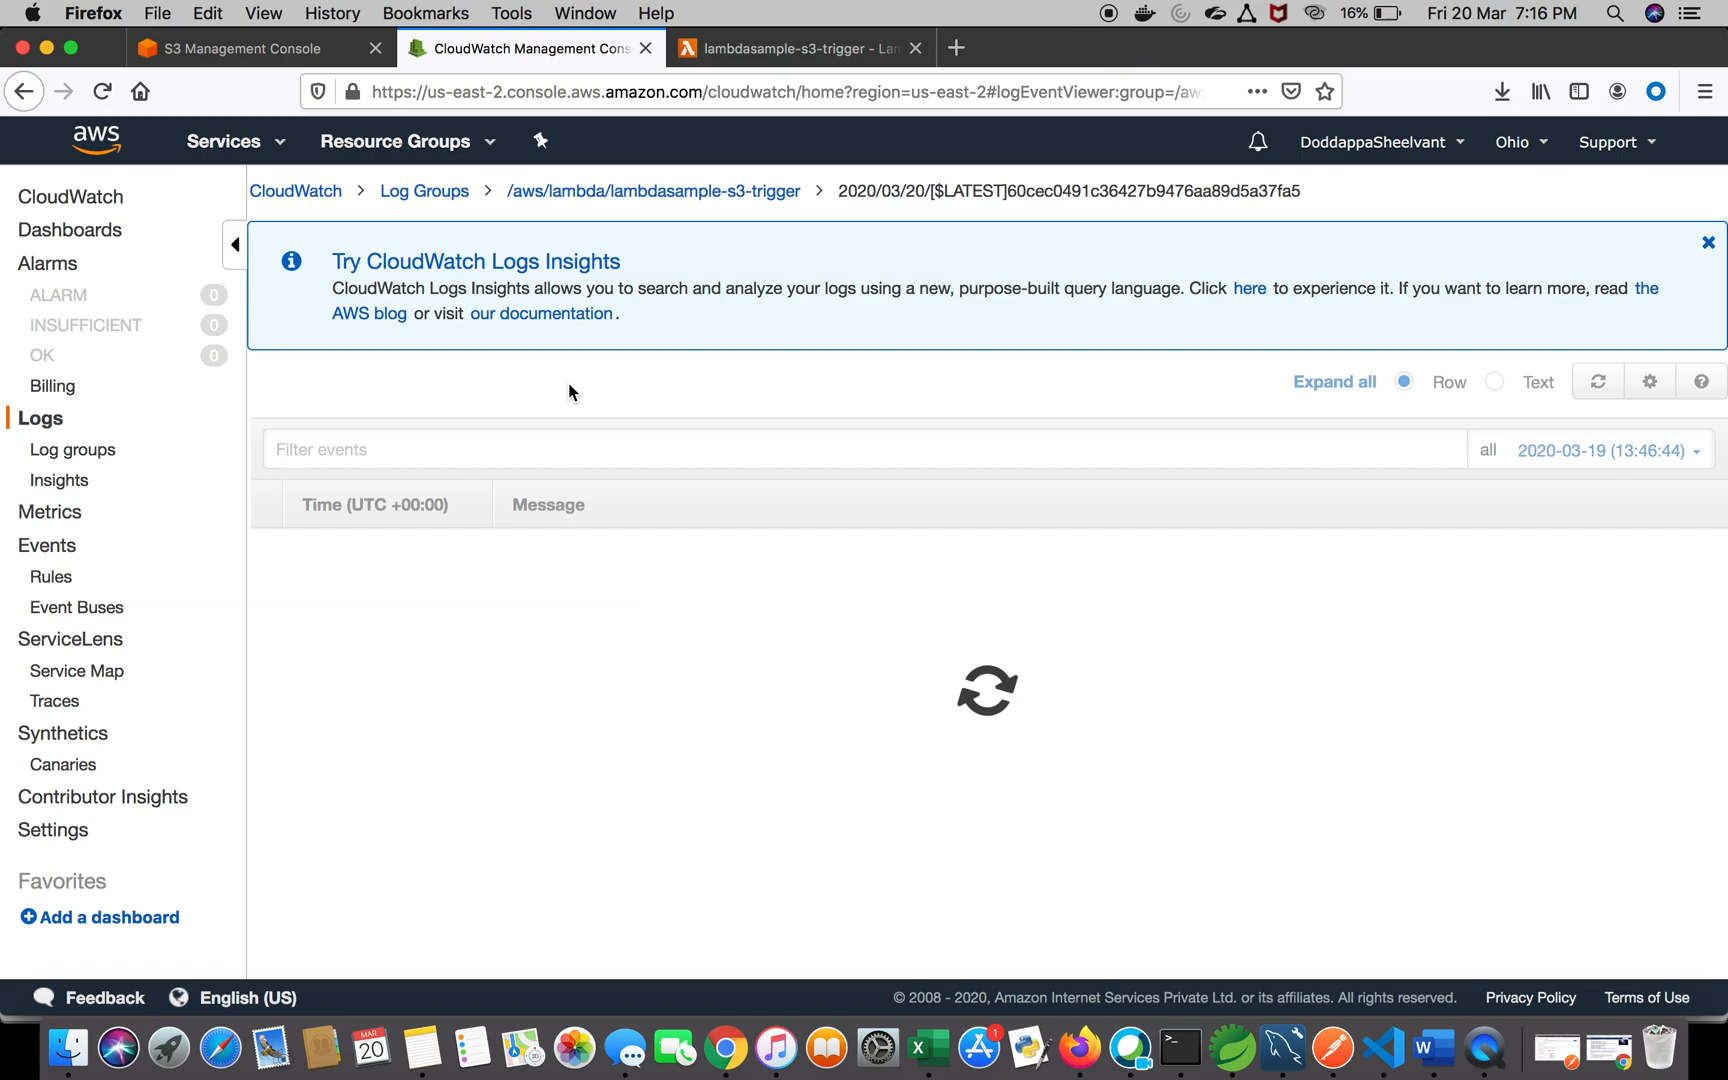 Firefox File Edit View History Bookmarks Tools Window Help 16% Fri 20 Mar 7:16 PM
S3 Management Console CloudWatch Management Cons lambdasample-s3-trigger - Lam
https://us-east-2.console.aws.amazon.com/cloudwatch/home?region=us-east-2#logEventViewer:group=/aws
aws Services Resource Groups DoddappaSheelvant Ohio Support
CloudWatch > Log Groups > /aws/lambda/lambdasample-s3-trigger > 2020/03/20/[$LATEST]60cec0491c36427b9476aa89d5a37fa5
CloudWatch
Dashboards
Alarms
ALARM 0
INSUFFICIENT 0
OK 0
Billing
Logs
Log groups
Insights
Metrics
Events
Rules
Event Buses
ServiceLens
Service Map
Traces
Synthetics
Canaries
Contributor Insights
Settings
Favorites
Add a dashboard
Try CloudWatch Logs Insights
CloudWatch Logs Insights allows you to search and analyze your logs using a new, purpose-built query language. Click here to experience it. If you want to learn more, read the
AWS blog or visit our documentation.
Expand all Row Text
Filter events all 2020-03-19 (13:46:44)
Time (UTC +00:00) Message
Feedback English (US) © 2008 - 2020, Amazon Internet Services Private Ltd. or its affiliates. All rights reserved. Privacy Policy Terms of Use
MAR
20
3D
X
1
>_
W